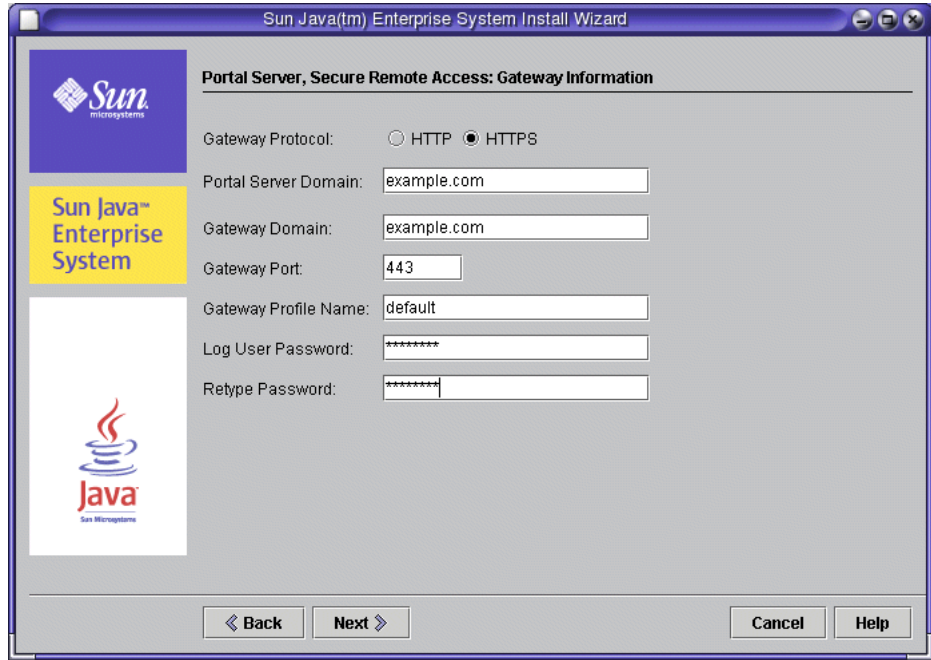 Sun Java(tm) Enterprise System Install Wizard
Sun
microsystems
Sun Java™
Enterprise
System
Java
Sun Microsystems
Portal Server, Secure Remote Access: Gateway Information
Gateway Protocol: HTTP HTTPS
Portal Server Domain: example.com
Gateway Domain: example.com
Gateway Port: 443
Gateway Profile Name: default
Log User Password: ********
Retype Password: ********
Back Next Cancel Help